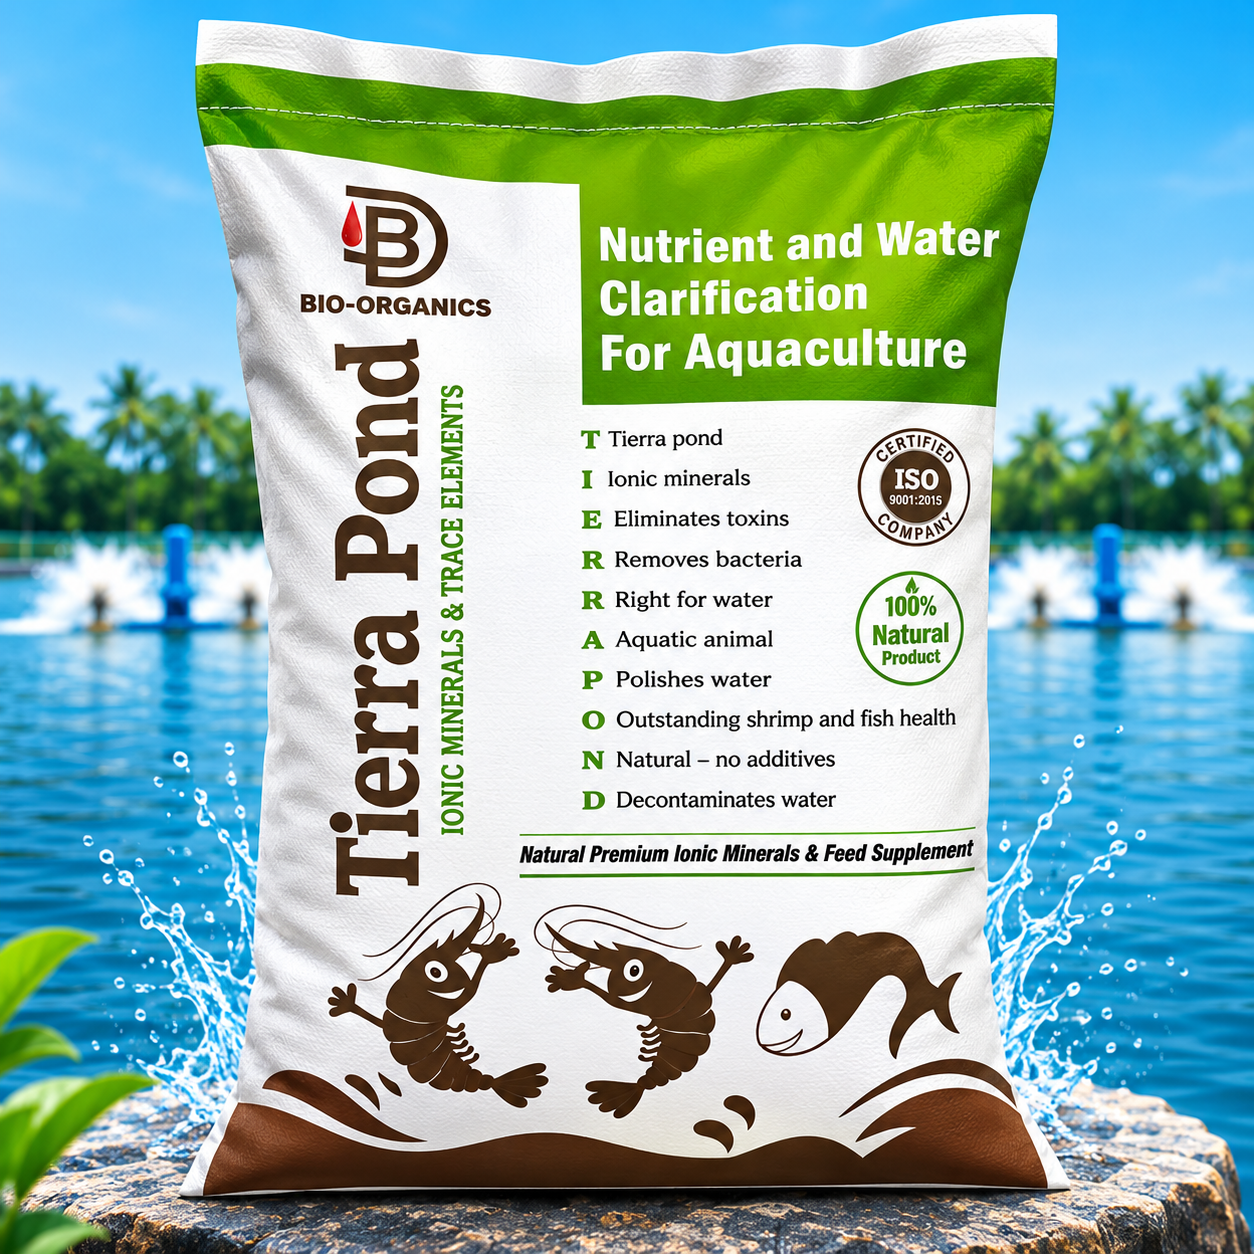 BIO-ORGANICS
Tierra Pond
IONIC MINERALS & TRACE ELEMENTS
Nutrient and Water
Clarification
For Aquaculture
T Tierra pond
I Ionic minerals
E Eliminates toxins
R Removes bacteria
R Right for water
A Aquatic animal
P Polishes water
O Outstanding shrimp and fish health
N Natural – no additives
D Decontaminates water
CERTIFIED
ISO
9001:2015
COMPANY
100%
Natural
Product
Natural Premium Ionic Minerals & Feed Supplement